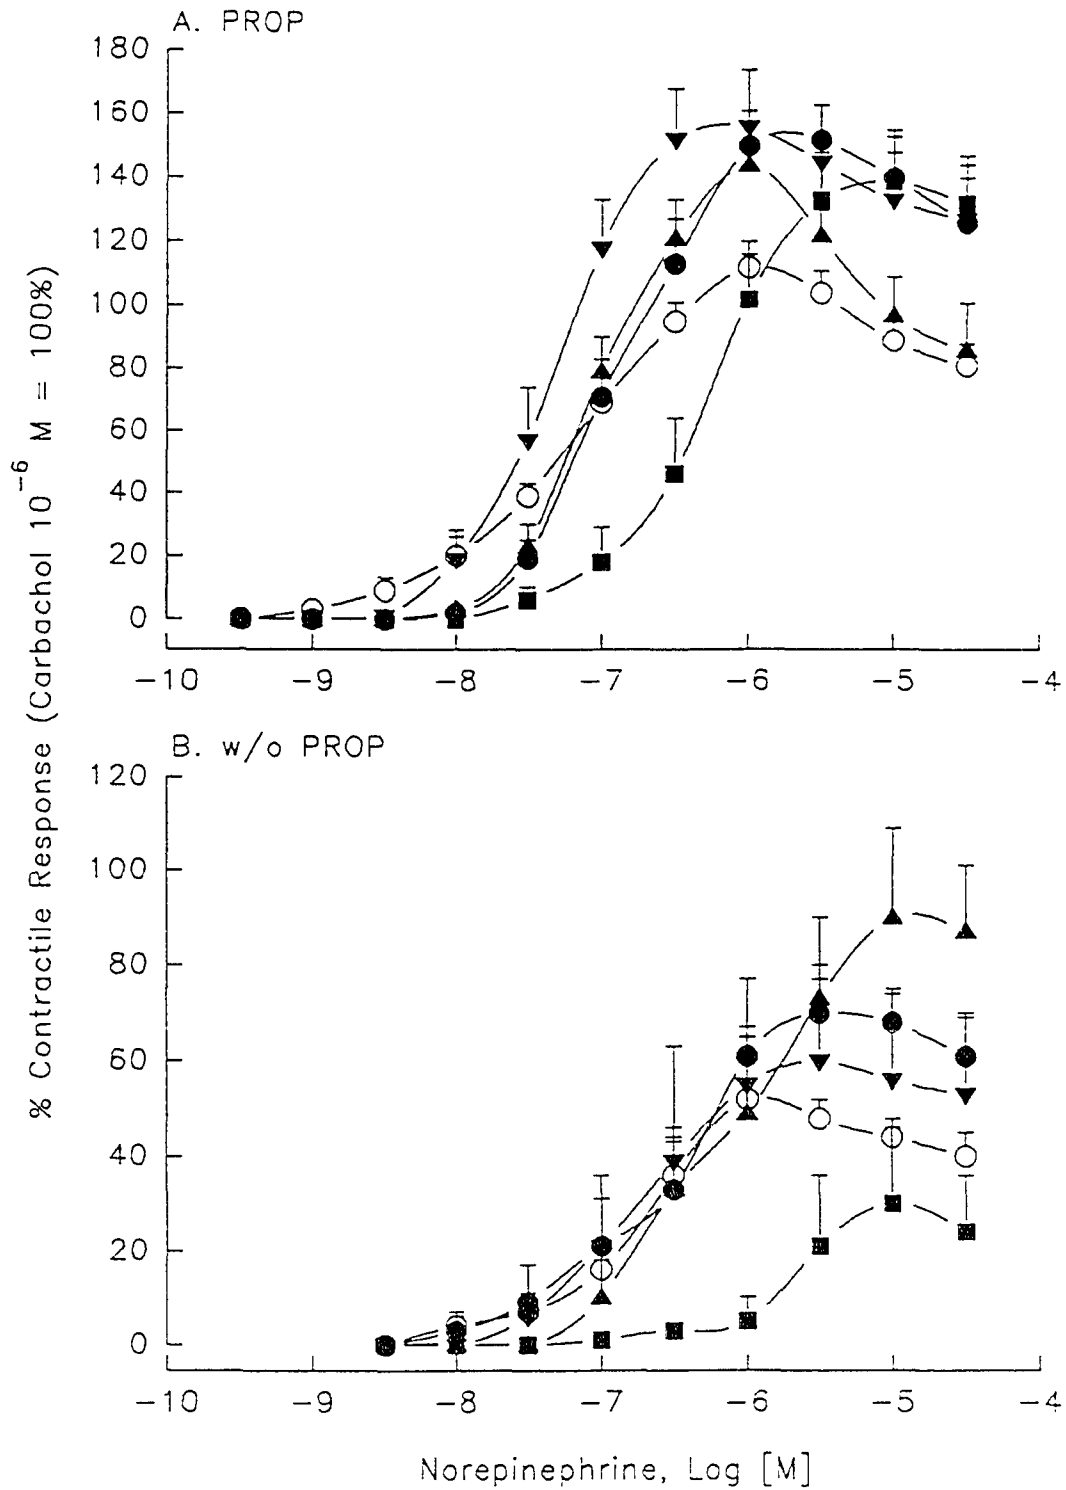 A. PROP
180
160
140
120
100
80
60
40
20
0
-10 -9 -8 -7 -6 -5 -4
% Contractile Response (Carbachol 10⁻⁶ M = 100%)
B. w/o PROP
120
100
80
60
40
20
0
-10 -9 -8 -7 -6 -5 -4
Norepinephrine, Log [M]